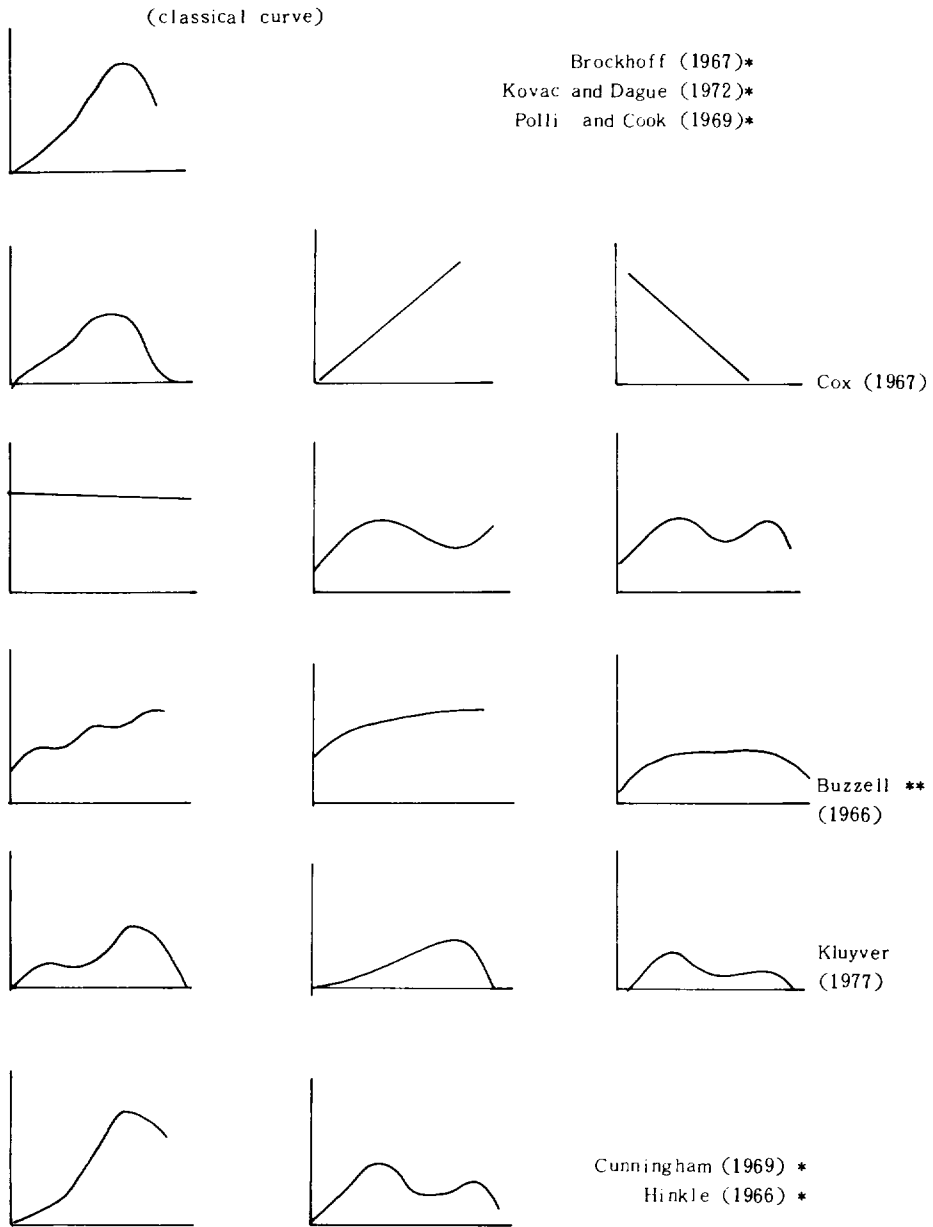 (classical curve)
Brockhoff (1967)*
Kovac and Dague (1972)*
Polli and Cook (1969)*
Cox (1967)
Buzzell **
(1966)
Kluyver
(1977)
Cunningham (1969) *
Hinkle (1966) *